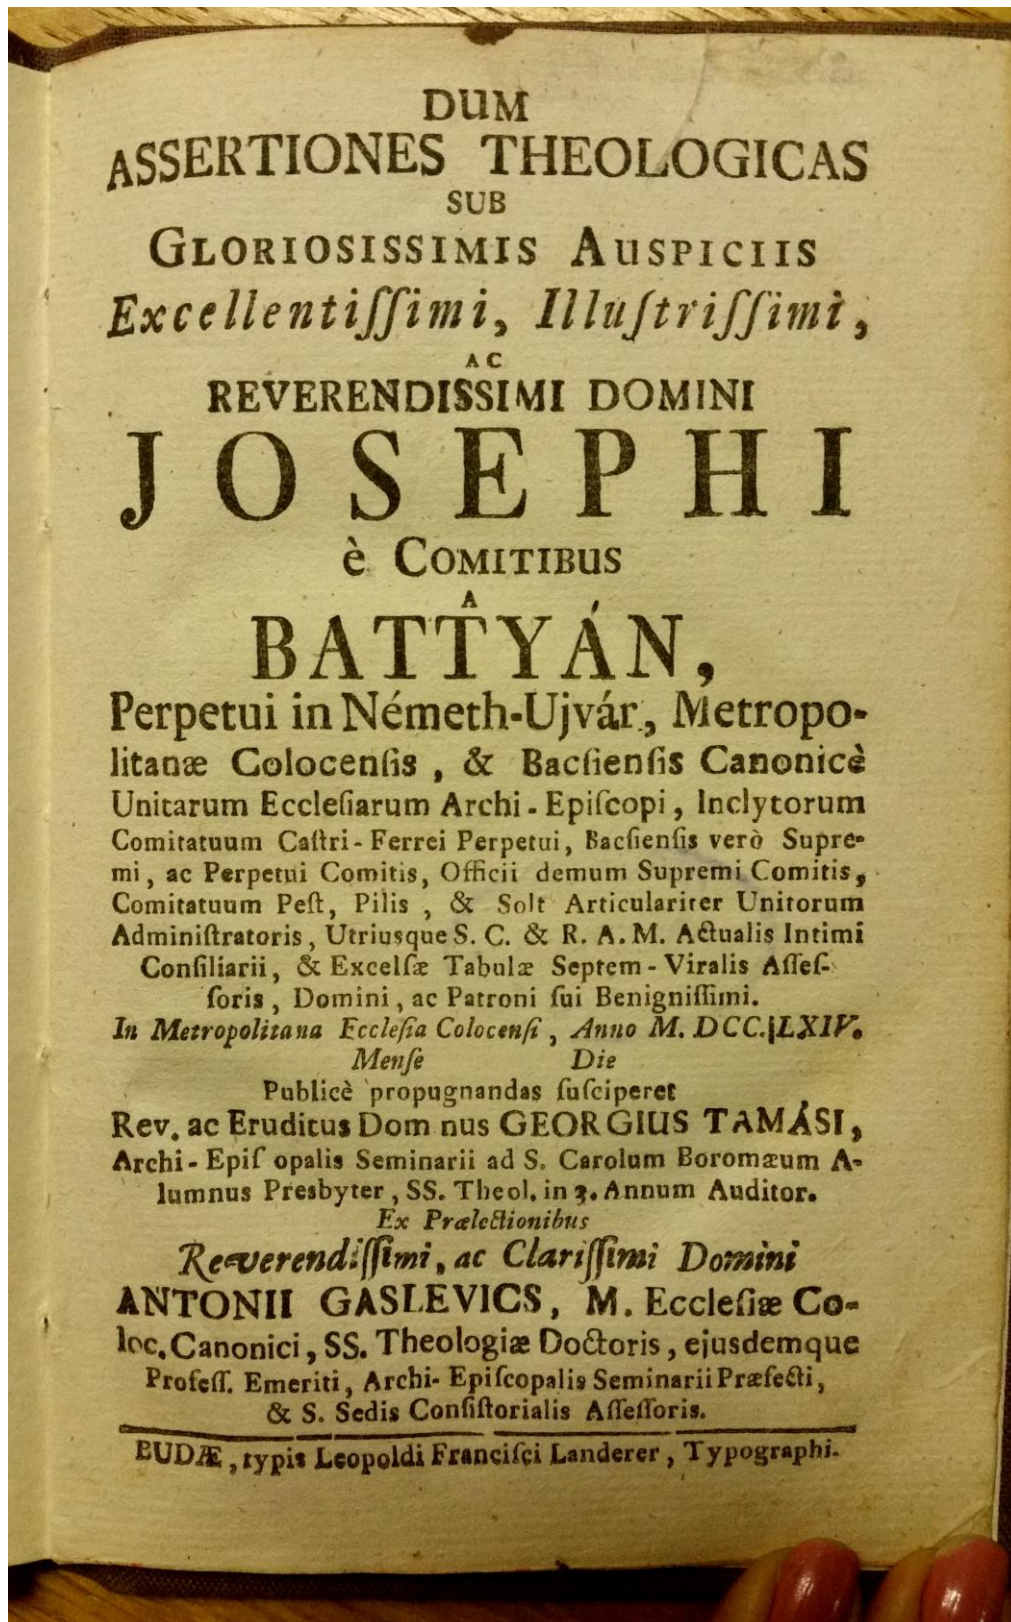 DUM
ASSERTIONES THEOLOGICAS
SUB
GLORIOSISSIMIS AUSPICIIS
Excellentiſſimi, Illuſtriſſimi,
AC
REVERENDISSIMI DOMINI
JOSEPHI
è COMITIBUS
Â
BATTYÁN,
Perpetui in Németh-Ujvár, Metropo-
litanæ Colocenſis, & Bacſienſis Canonicè
Unitarum Eccleſiarum Archi-Epiſcopi, Inclytorum
Comitatuum Caſtri-Ferrei Perpetui, Bacſienſis verò Supre-
mi, ac Perpetui Comitis, Officii demum Supremi Comitis,
Comitatuum Peſt, Pilis, & Solt Articulariter Unitorum
Adminiſtratoris, Utriusque S. C. & R. A. M. Actualis Intimi
Conſiliarii, & Excelſæ Tabulæ Septem-Viralis Aſſeſ-
ſoris, Domini, ac Patroni ſui Benigniſſimi.
In Metropolitana Eccleſia Colocenſi, Anno M. DCC. LXIV.
Menſe Die
Publicè propugnandas ſuſciperet
Rev. ac Eruditus Dom nus GEORGIUS TAMÁSI,
Archi-Epiſ opalis Seminarii ad S. Carolum Boromæum A-
lumnus Presbyter, SS. Theol. in 3. Annum Auditor.
Ex Prælectionibus
Reverendiſſimi, ac Clariſſimi Domini
ANTONII GASLEVICS, M. Eccleſiæ Co-
loc. Canonici, SS. Theologiæ Doctoris, ejusdemque
Profeſſ. Emeriti, Archi-Epiſcopalis Seminarii Præfecti,
& S. Sedis Conſiſtorialis Aſſeſſoris.
BUDÆ, typis Leopoldi Franciſci Landerer, Typographi.